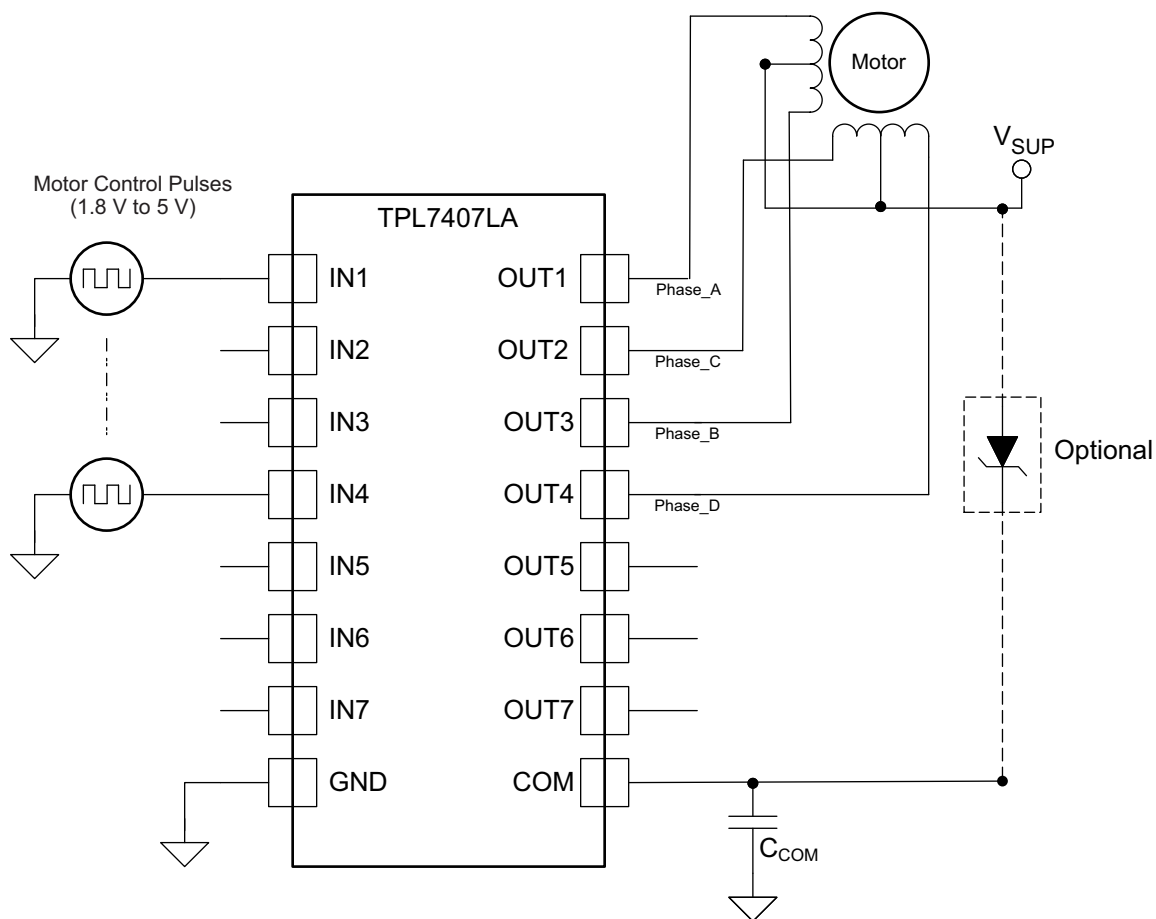 Motor
V_SUP
Motor Control Pulses
(1.8 V to 5 V)
TPL7407LA
IN1
OUT1
Phase_A
IN2
OUT2
Phase_C
IN3
OUT3
Phase_B
Optional
IN4
OUT4
Phase_D
IN5
OUT5
IN6
OUT6
IN7
OUT7
GND
COM
C_COM